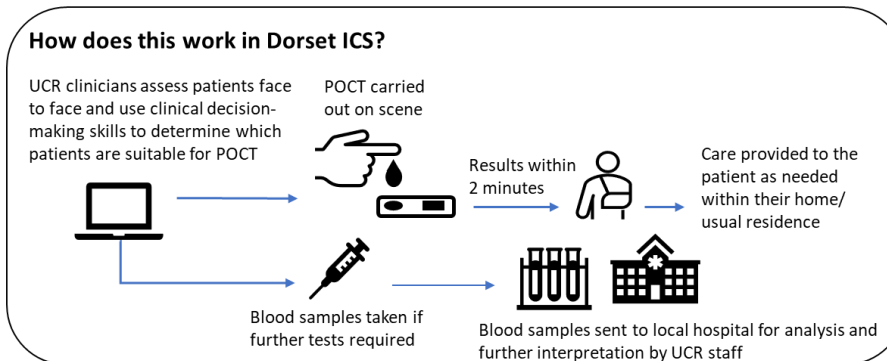 How does this work in Dorset ICS?
UCR clinicians assess patients face
to face and use clinical decision-
making skills to determine which
patients are suitable for POCT
POCT carried
out on scene
Results within
2 minutes
Care provided to the
patient as needed
within their home/
usual residence
Blood samples taken if
further tests required
Blood samples sent to local hospital for analysis and
further interpretation by UCR staff